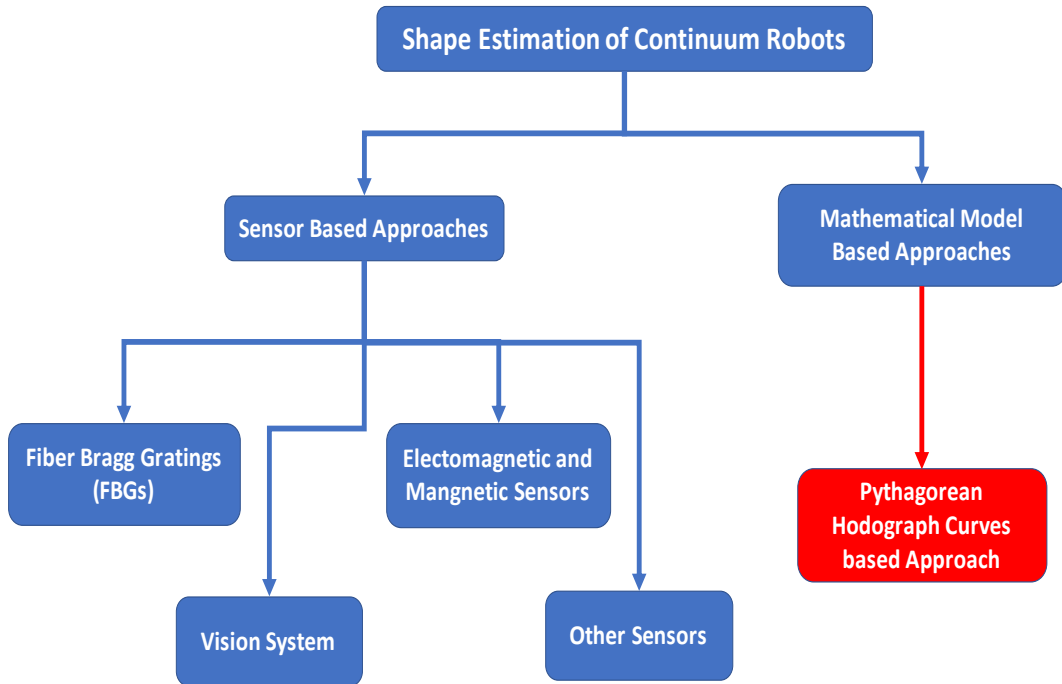 Shape Estimation of Continuum Robots
Sensor Based Approaches
Mathematical Model
Based Approaches
Fiber Bragg Gratings
(FBGs)
Electomagnetic and
Mangnetic Sensors
Pythagorean
Hodograph Curves
based Approach
Vision System
Other Sensors